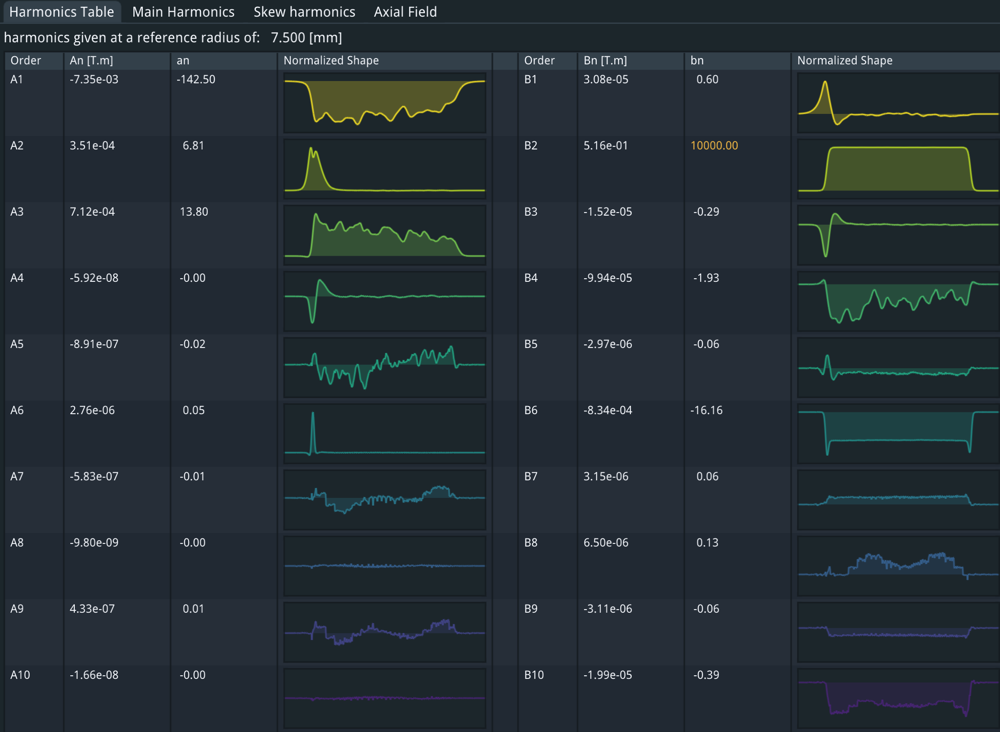 Harmonics Table Main Harmonics Skew harmonics Axial Field
harmonics given at a reference radius of: 7.500 [mm]
Order An [T.m] an Normalized Shape Order Bn [T.m] bn Normalized Shape
A1 -7.35e-03 -142.50 B1 3.08e-05 0.60
A2 3.51e-04 6.81 B2 5.16e-01 10000.00
A3 7.12e-04 13.80 B3 -1.52e-05 -0.29
A4 -5.92e-08 -0.00 B4 -9.94e-05 -1.93
A5 -8.91e-07 -0.02 B5 -2.97e-06 -0.06
A6 2.76e-06 0.05 B6 -8.34e-04 -16.16
A7 -5.83e-07 -0.01 B7 3.15e-06 0.06
A8 -9.80e-09 -0.00 B8 6.50e-06 0.13
A9 4.33e-07 0.01 B9 -3.11e-06 -0.06
A10 -1.66e-08 -0.00 B10 -1.99e-05 -0.39